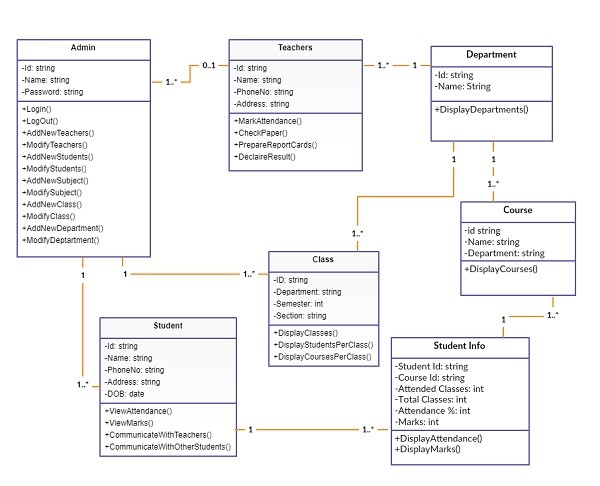 Admin
-Id: string
-Name: string
-Password: string
+Login()
+LogOut()
+AddNewTeachers()
+ModifyTeachers()
+AddNewStudents()
+ModifyStudents()
+AddNewSubject()
+ModifySubject()
+AddNewClass()
+ModifyClass()
+AddNewDepartment()
+ModifyDeptartment()
1..*
0..1
Teachers
-Id: string
-Name: string
-PhoneNo: string
-Address: string
+MarkAttendance()
+CheckPaper()
+PrepareReportCards()
+DeclaireResult()
1..*
1
Department
-Id: string
-Name: String
+DisplayDepartments()
1
1
1..*
1..*
Course
-id string
-Name: string
-Department: string
+DisplayCourses()
1
1
1..*
Class
-ID: string
-Department: string
-Semester: int
-Section: string
+DisplayClasses()
+DisplayStudentsPerClass()
+DisplayCoursesPerClass()
1..*
1
Student
-Id: string
-Name: string
-PhoneNo: string
-Address: string
-DOB: date
+ViewAttendance()
+ViewMarks()
+CommunicateWithTeachers()
+CommunicateWithOtherStudents()
1..*
1
1..*
Student Info
-Student Id: string
-Course Id: string
-Attended Classes: int
-Total Classes: int
-Attendance %: int
-Marks: int
+DisplayAttendance()
+DisplayMarks()